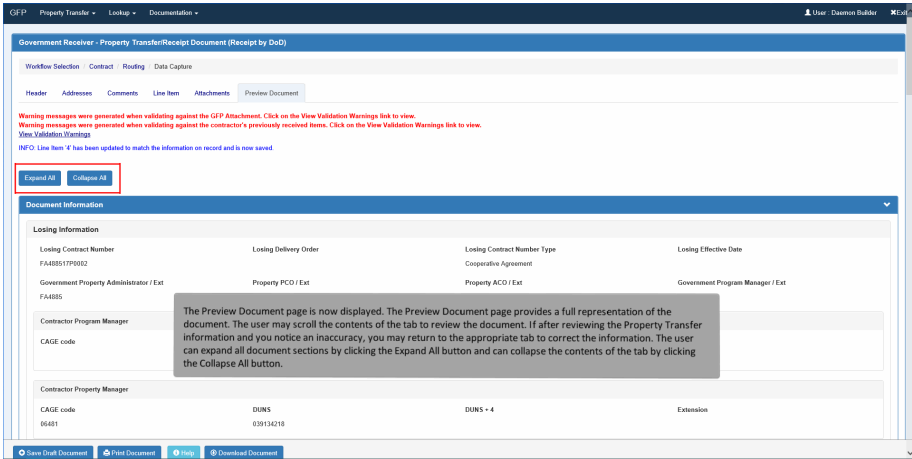 GFP Property Transfer Lookup Documentation User : Daemon Builder Exit
Government Receiver - Property Transfer/Receipt Document (Receipt by DoD)
Workflow Selection / Contract / Routing / Data Capture
Header Addresses Comments Line Item Attachments Preview Document
Warning messages were generated when validating against the GFP Attachment. Click on the View Validation Warnings link to view.
Warning messages were generated when validating against the contractor's previously received items. Click on the View Validation Warnings link to view.
View Validation Warnings
INFO: Line Item '4' has been updated to match the information on record and is now saved.
Expand All Collapse All
Document Information
Losing Information
Losing Contract Number Losing Delivery Order Losing Contract Number Type Losing Effective Date
FA488517P0002 Cooperative Agreement
Government Property Administrator / Ext Property PCO / Ext Property ACO / Ext Government Program Manager / Ext
FA4885
Contractor Program Manager
CAGE code
The Preview Document page is now displayed. The Preview Document page provides a full representation of the
document. The user may scroll the contents of the tab to review the document. If after reviewing the Property Transfer
information and you notice an inaccuracy, you may return to the appropriate tab to correct the information. The user
can expand all document sections by clicking the Expand All button and can collapse the contents of the tab by clicking
the Collapse All button.
Contractor Property Manager
CAGE code DUNS DUNS + 4 Extension
06481 039134218
Save Draft Document Print Document Help Download Document